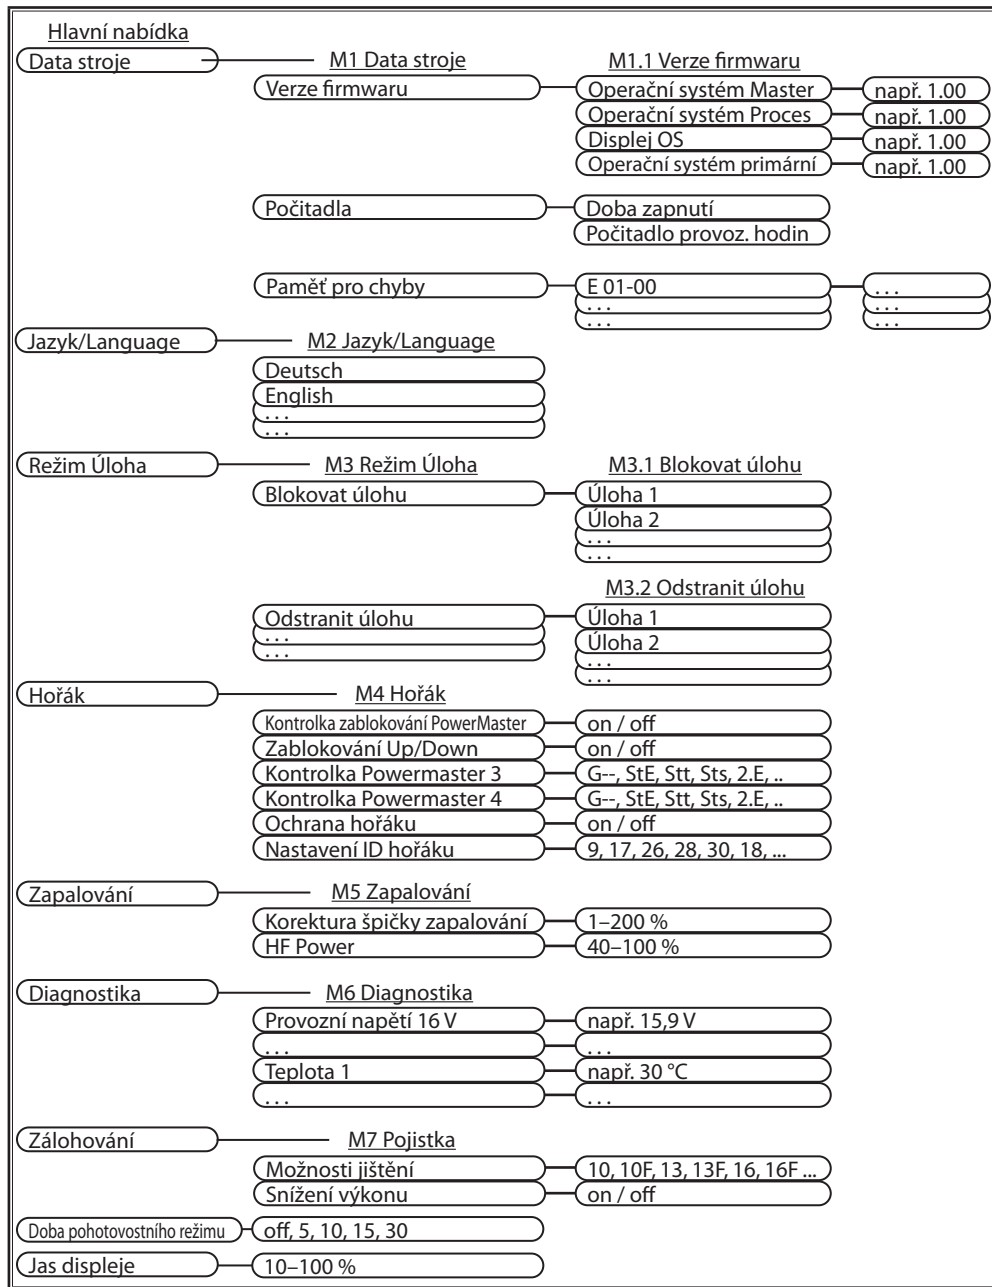 Hlavní nabídka
Data stroje M1 Data stroje M1.1 Verze firmwaru
Verze firmwaru Operační systém Master např. 1.00
Operační systém Proces např. 1.00
Displej OS např. 1.00
Operační systém primární např. 1.00
Počitadla Doba zapnutí
Počitadlo provoz. hodin
Paměť pro chyby E 01-00 . . .
. . . . . .
. . . . . .
Jazyk/Language M2 Jazyk/Language
Deutsch
English
. . .
. . .
Režim Úloha M3 Režim Úloha M3.1 Blokovat úlohu
Blokovat úlohu Úloha 1
Úloha 2
. . .
. . .
M3.2 Odstranit úlohu
Odstranit úlohu Úloha 1
. . . Úloha 2
. . . . . .
. . .
Hořák M4 Hořák
Kontrolka zablokování PowerMaster on / off
Zablokování Up/Down on / off
Kontrolka Powermaster 3 G--, StE, Stt, Sts, 2.E, ..
Kontrolka Powermaster 4 G--, StE, Stt, Sts, 2.E, ..
Ochrana hořáku on / off
Nastavení ID hořáku 9, 17, 26, 28, 30, 18, ...
Zapalování M5 Zapalování
Korektura špičky zapalování 1–200 %
HF Power 40–100 %
Diagnostika M6 Diagnostika
Provozní napětí 16 V např. 15,9 V
. . . . . .
Teplota 1 např. 30 °C
. . . . . .
Zálohování M7 Pojistka
Možnosti jištění 10, 10F, 13, 13F, 16, 16F ...
Snížení výkonu on / off
Doba pohotovostního režimu off, 5, 10, 15, 30
Jas displeje 10–100 %